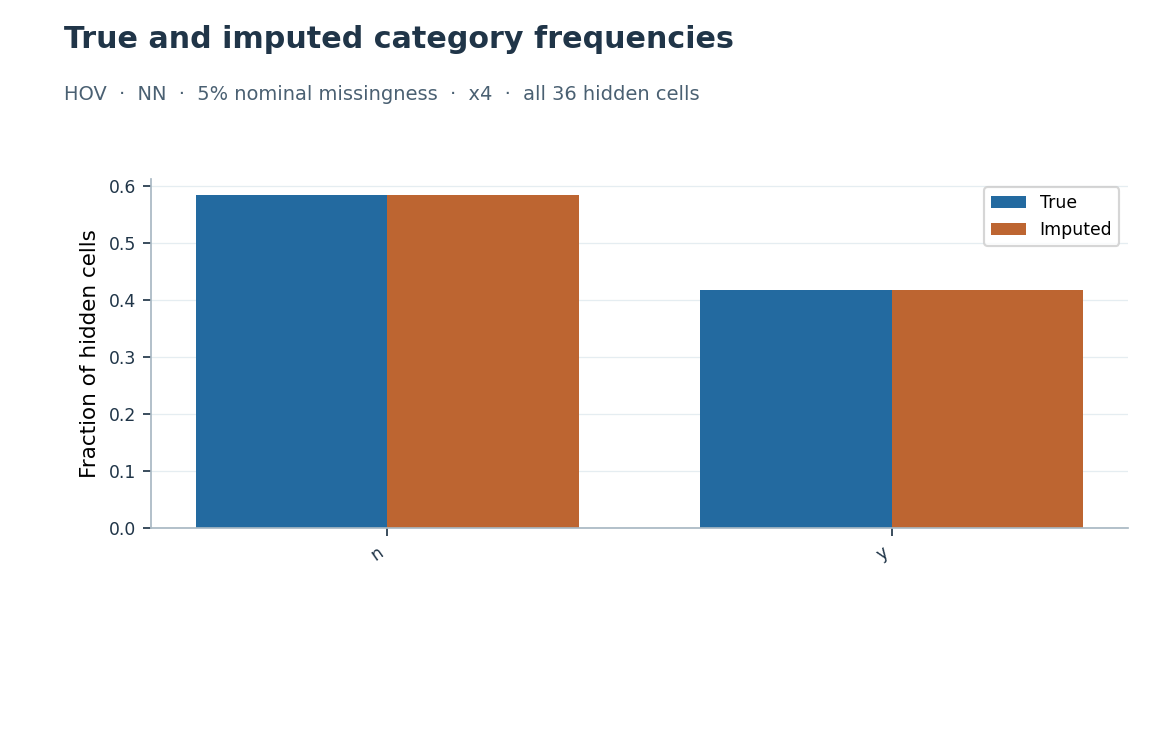 True and imputed category frequencies
HOV · NN · 5% nominal missingness · x4 · all 36 hidden cells
Fraction of hidden cells
0.6
0.5
0.4
0.3
0.2
0.1
0.0
True
Imputed
n
y